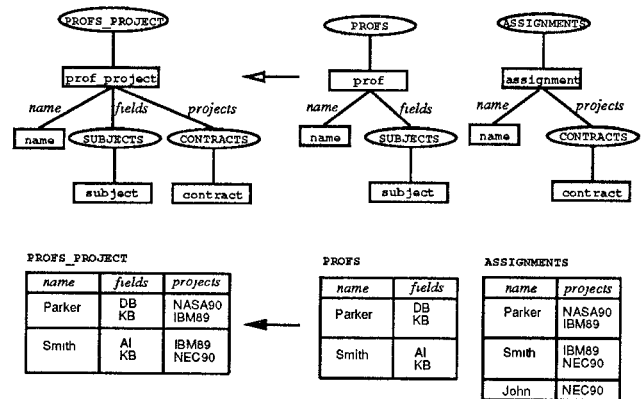 PROFS_PROJECT
prof project
name fields projects
name SUBJECTS CONTRACTS
subject contract
PROFS
prof
name fields
name SUBJECTS
subject
ASSIGNMENTS
assignment
name projects
name CONTRACTS
contract
PROFS_PROJECT
name fields projects
Parker DB NASA90
KB IBM89
Smith AI IBM89
KB NEC90
PROFS
name fields
Parker DB
KB
Smith AI
KB
ASSIGNMENTS
name projects
Parker NASA90
IBM89
Smith IBM89
NEC90
John NEC90